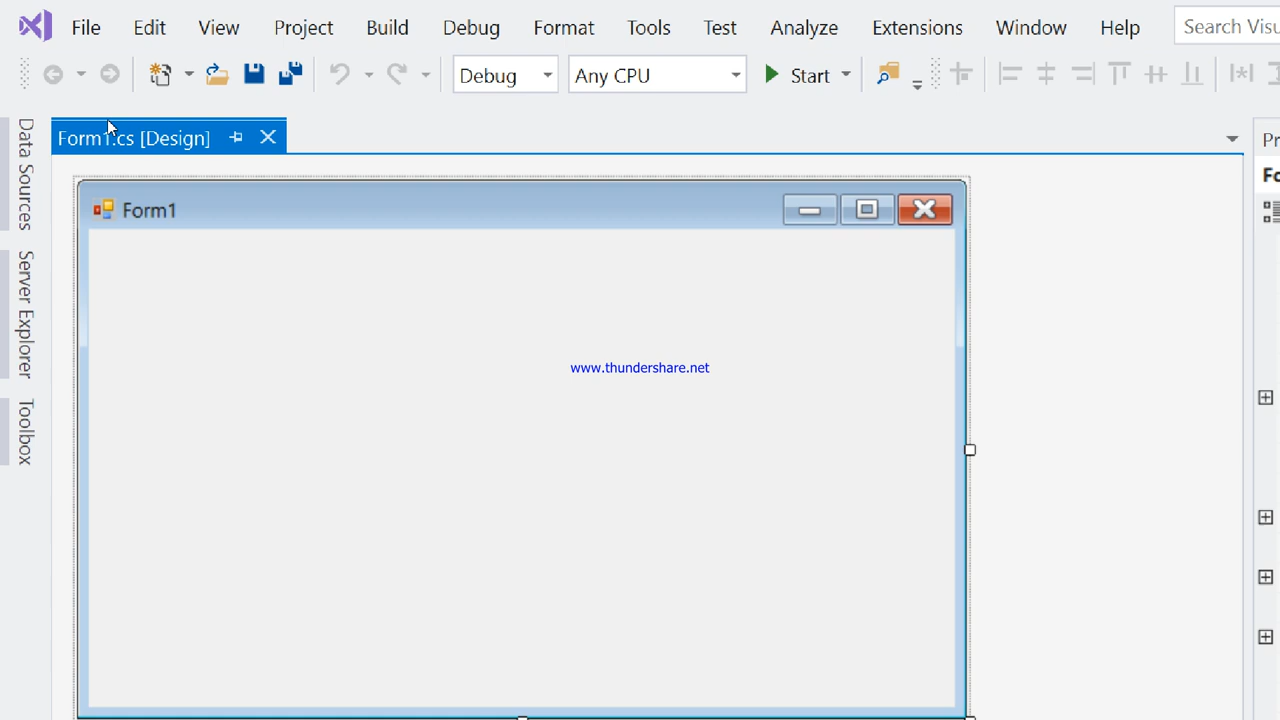 File Edit View Project Build Debug Format Tools Test Analyze Extensions Window Help Search Visu
Debug Any CPU Start
Form1.cs [Design]
Pr
Fo
Data Sources
Server Explorer
Toolbox
Form1
www.thundershare.net